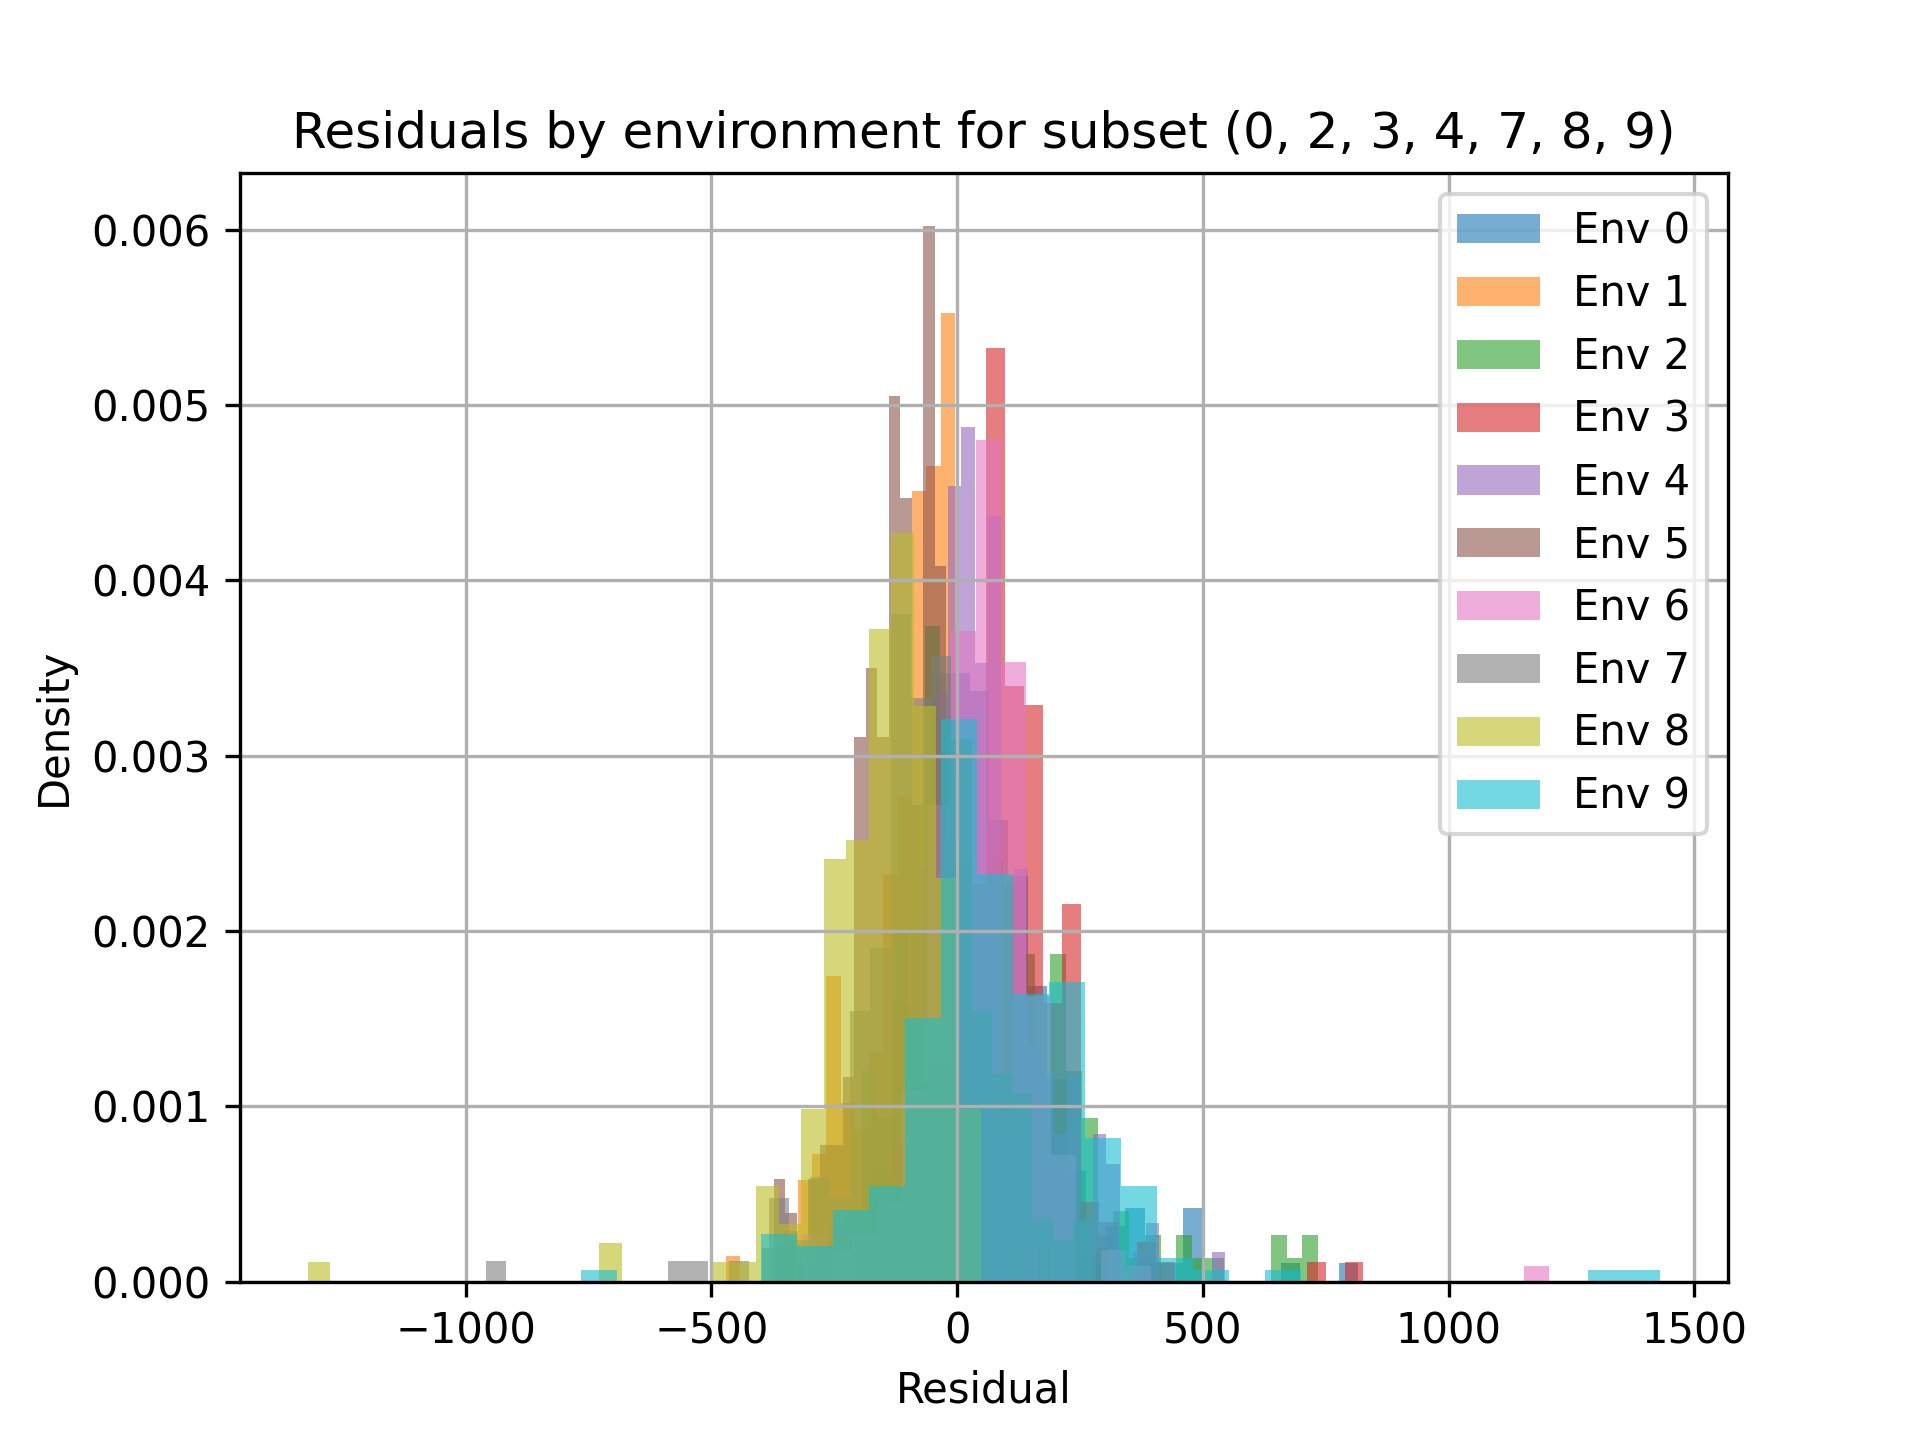 Residuals by environment for subset (0, 2, 3, 4, 7, 8, 9)
0.006
0.005
0.004
0.003
0.002
0.001
0.000
Density
Env 0
Env 1
Env 2
Env 3
Env 4
Env 5
Env 6
Env 7
Env 8
Env 9
−1000 −500 0 500 1000 1500
Residual